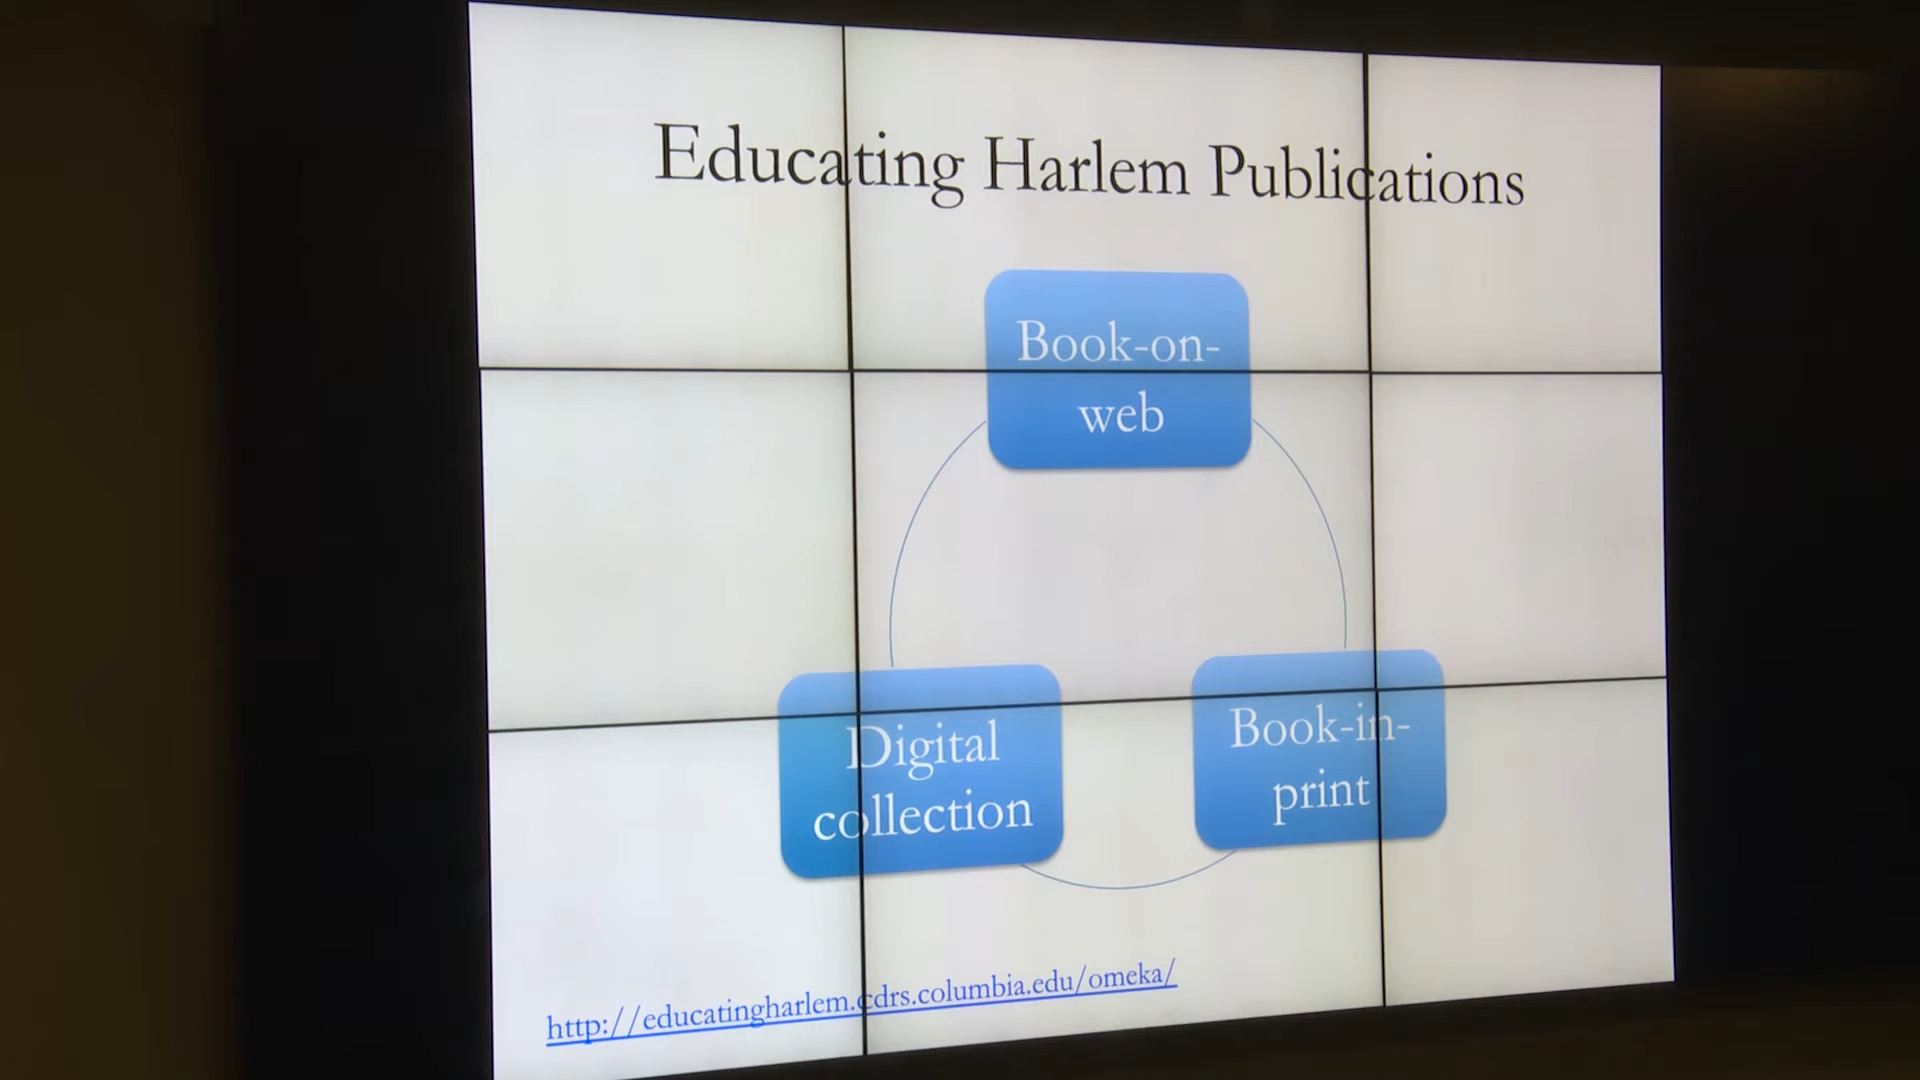 Educating Harlem Publications
Book-on-
web
Digital
collection
Book-in-
print
http://educatingharlem.cdrs.columbia.edu/omeka/